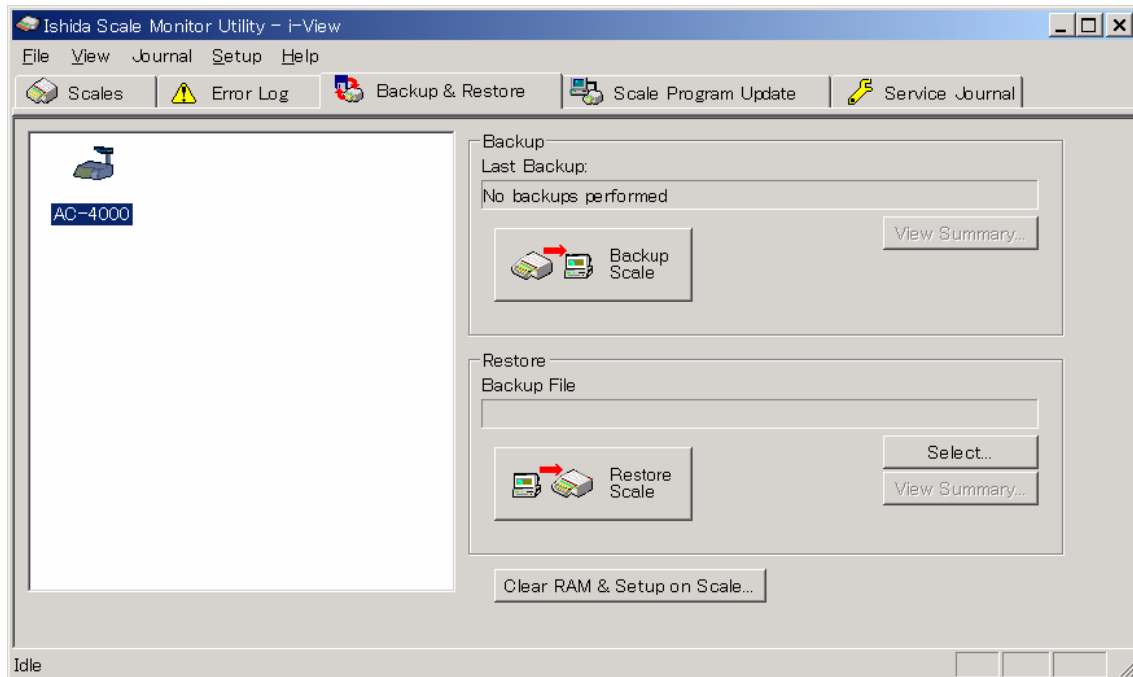 Ishida Scale Monitor Utility - i-View
File View Journal Setup Help
Scales Error Log Backup & Restore Scale Program Update Service Journal
AC-4000
Backup
Last Backup:
No backups performed
View Summary...
Backup
Scale
Restore
Backup File
Select...
Restore
Scale
View Summary...
Clear RAM & Setup on Scale...
Idle